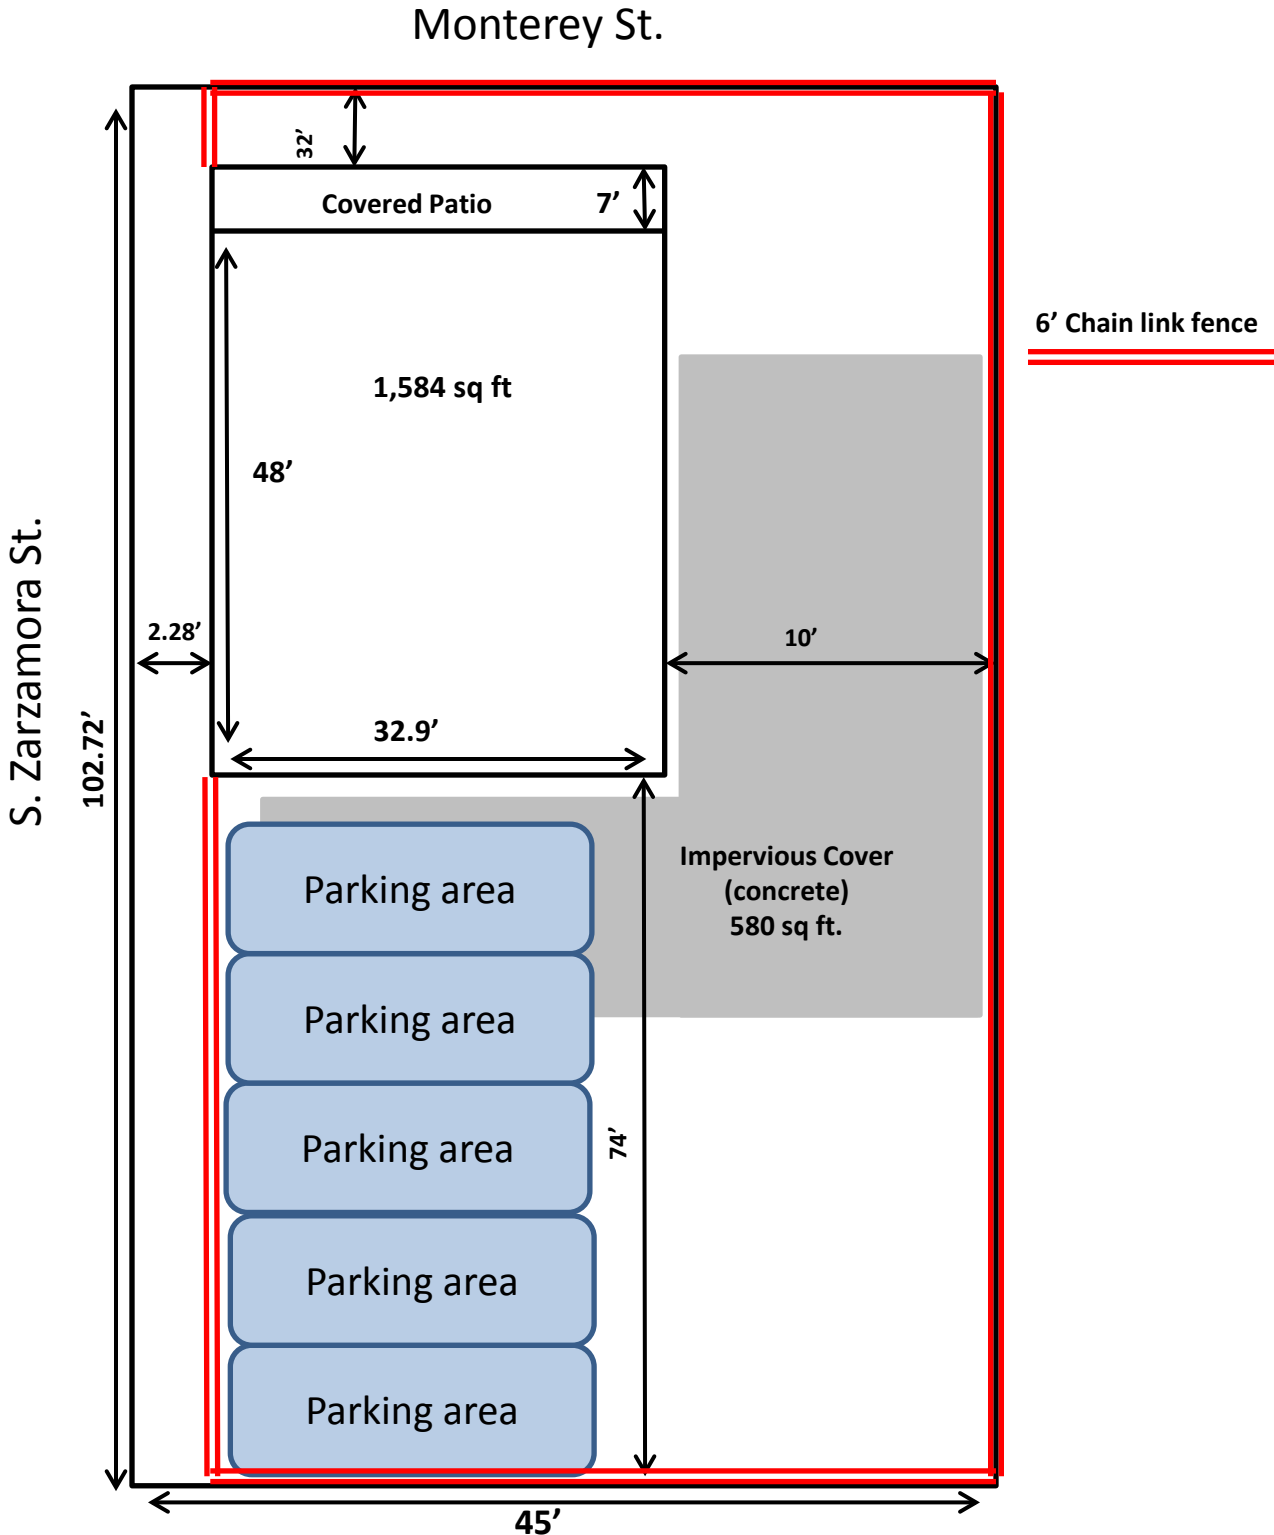 Monterey St.
32’
Covered Patio
7’
6’ Chain link fence
1,584 sq ft
48’
S. Zarzamora St.
2.28’
10’
102.72’
32.9’
Impervious Cover
(concrete)
580 sq ft.
Parking area
Parking area
Parking area
74’
Parking area
Parking area
45’